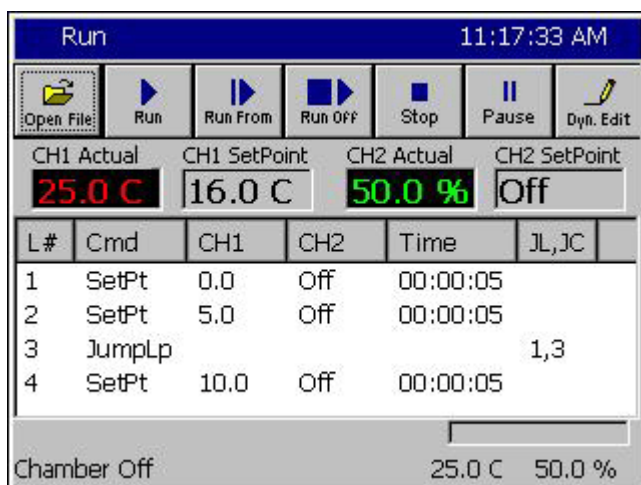 Run 11:17:33 AM
Open File Run Run From Run Off Stop Pause Dyn. Edit
CH1 Actual CH1 SetPoint CH2 Actual CH2 SetPoint
25.0 C 16.0 C 50.0 % Off
L# Cmd CH1 CH2 Time JL,JC
1 SetPt 0.0 Off 00:00:05
2 SetPt 5.0 Off 00:00:05
3 JumpLp 1,3
4 SetPt 10.0 Off 00:00:05
Chamber Off 25.0 C 50.0 %